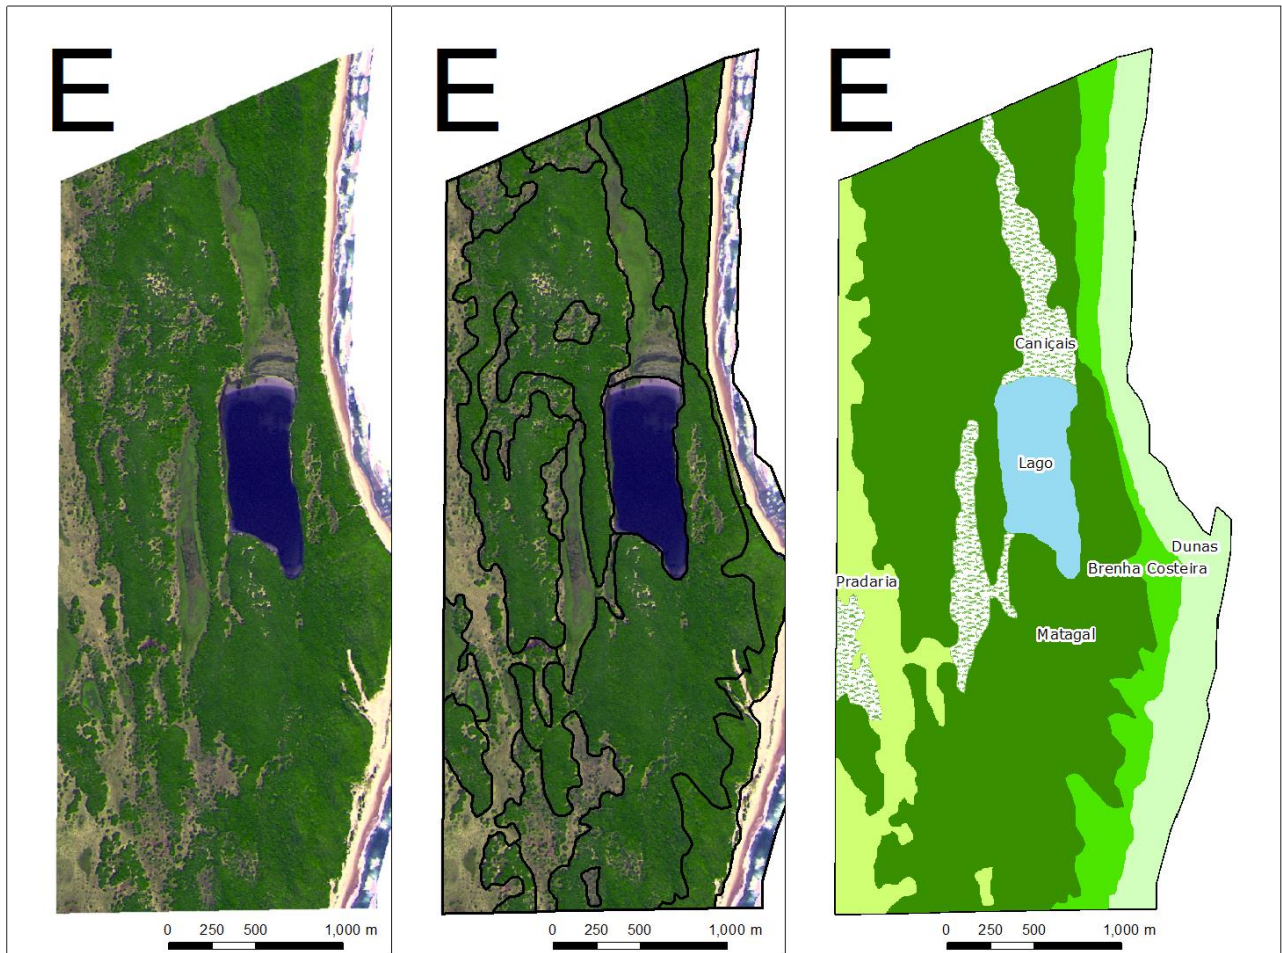 E
E
E
Caniçais
Lago
Dunas
Brenha Costeira
Pradaria
Matagal
0 250 500 1,000 m
0 250 500 1,000 m
0 250 500 1,000 m